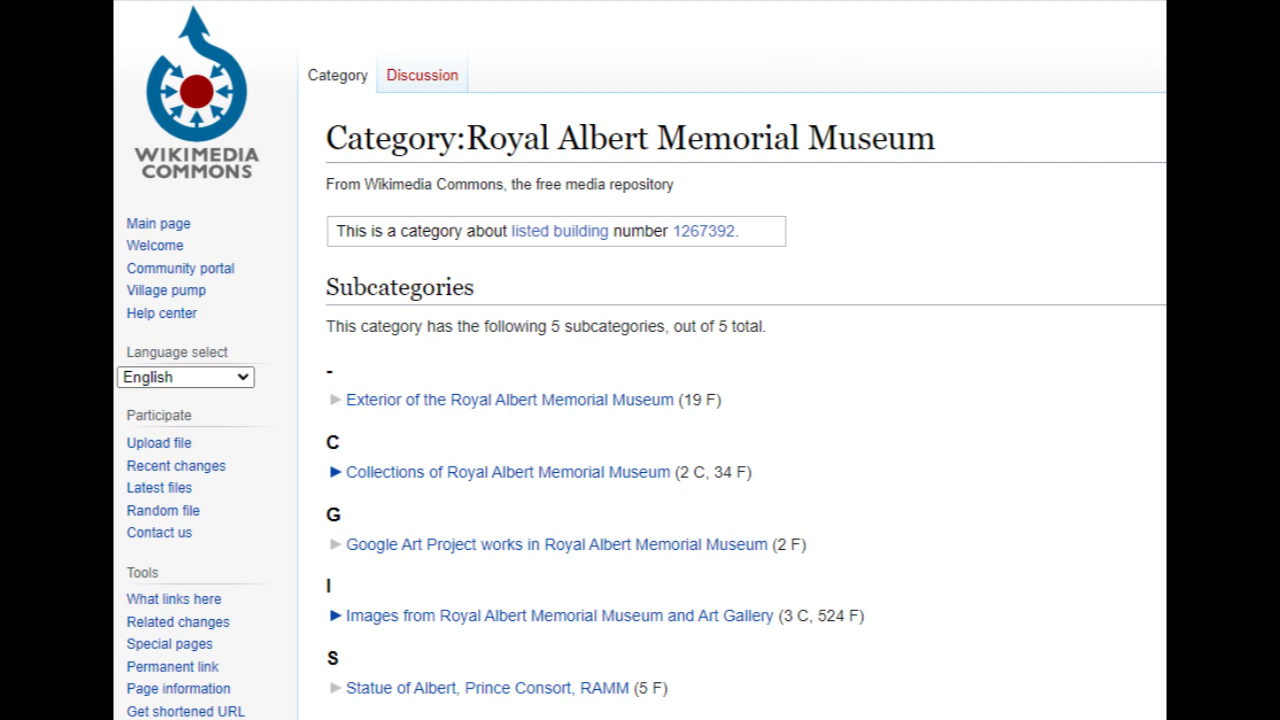 WIKIMEDIA
COMMONS
Main page
Welcome
Community portal
Village pump
Help center
Language select
English
Participate
Upload file
Recent changes
Latest files
Random file
Contact us
Tools
What links here
Related changes
Special pages
Permanent link
Page information
Get shortened URL
Category Discussion
Category:Royal Albert Memorial Museum
From Wikimedia Commons, the free media repository
This is a category about listed building number 1267392.
Subcategories
This category has the following 5 subcategories, out of 5 total.
-
Exterior of the Royal Albert Memorial Museum (19 F)
C
Collections of Royal Albert Memorial Museum (2 C, 34 F)
G
Google Art Project works in Royal Albert Memorial Museum (2 F)
I
Images from Royal Albert Memorial Museum and Art Gallery (3 C, 524 F)
S
Statue of Albert, Prince Consort, RAMM (5 F)